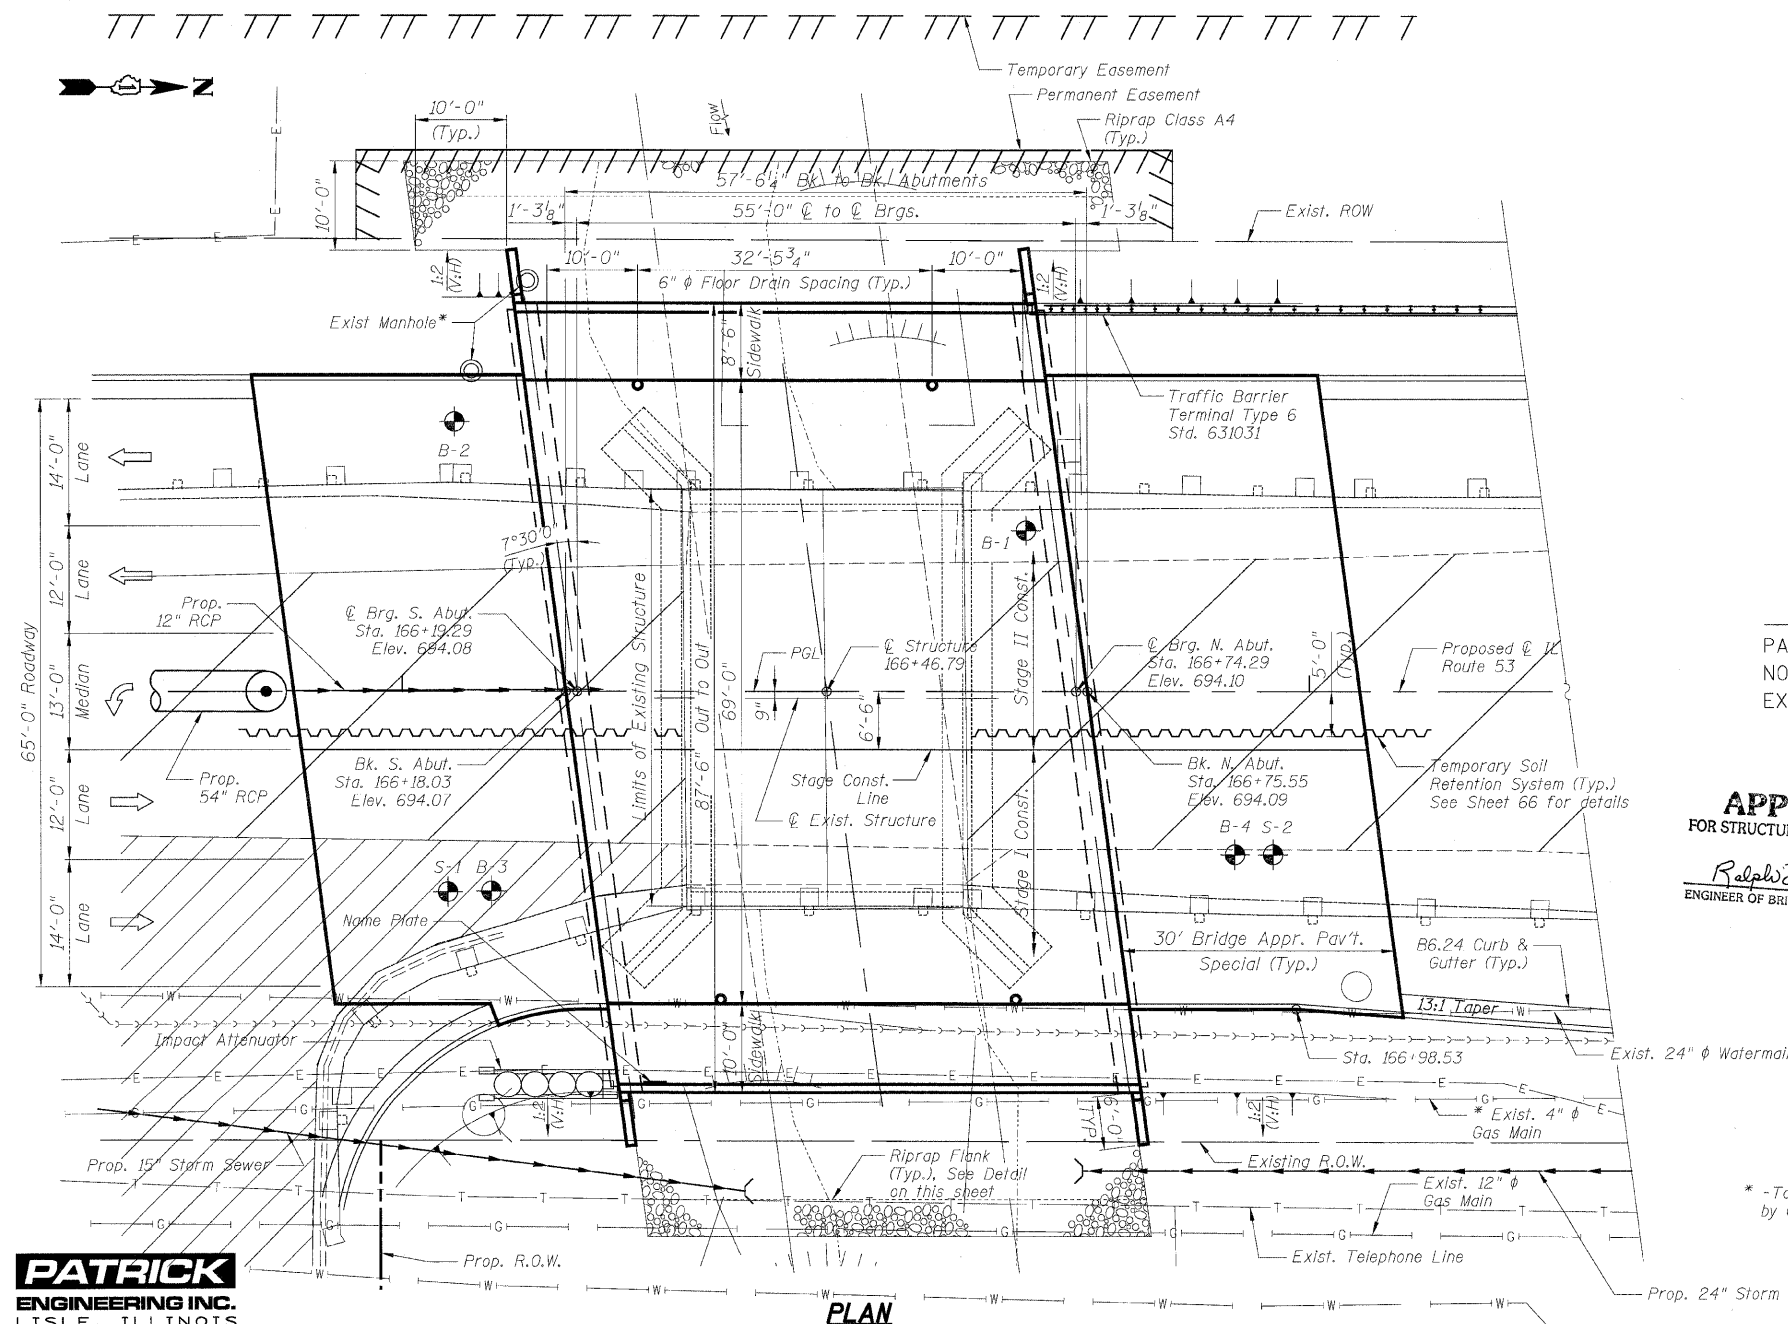 Temporary Easement
Permanent Easement
Riprap Class A4
(Typ.)
N
10'-0"
(Typ.)
Flow
10'-0"
57'-6¼" Bk. to Bk. Abutments
1'-3⅛"
55'-0" ℄ to ℄ Brgs.
1'-3⅛"
Exist. ROW
10'-0"
32'-5¾"
10'-0"
6" φ Floor Drain Spacing (Typ.)
1:2
(V:H)
1:2
(V:H)
Exist Manhole*
8'-6"
Sidewalk
Traffic Barrier
Terminal Type 6
Std. 631031
14'-0"
Lane
B-2
7°30'0"
(Typ.)
B-1
12'-0"
Lane
Prop.
12" RCP
℄ Brg. S. Abut.
Sta. 166+19.29
Elev. 694.08
Limits of Existing Structure
87'-6" Out to Out
69'-0"
PGL
℄ Structure
166+46.79
Stage II Const.
℄ Brg. N. Abut.
Sta. 166+74.29
Elev. 694.10
5'-0"
(Typ.)
Proposed ℄ IL
Route 53
PA
NO
EX
65'-0" Roadway
13'-0"
Median
9"
6'-6"
Prop.
54" RCP
Bk. S. Abut.
Sta. 166+18.03
Elev. 694.07
Stage Const.
Line
℄ Exist. Structure
Bk. N. Abut.
Sta. 166+75.55
Elev. 694.09
Temporary Soil
Retention System (Typ.)
See Sheet 66 for details
12'-0"
Lane
B-4 S-2
APP
FOR STRUCTU
ENGINEER OF BRI
S-1 B-3
Stage I Const.
14'-0"
Lane
Name Plate
30' Bridge Appr. Pav't.
Special (Typ.)
B6.24 Curb &
Gutter (Typ.)
13:1 Taper
10'-0"
Sidewalk
Impact Attenuator
Sta. 166+98.53
Exist. 24" φ Watermain
1:2
(V:H)
6'-0"
(Typ.)
1:2
(V:H)
* Exist. 4" φ
Gas Main
Prop. 15" Storm Sewer
Riprap Flank
(Typ.), See Detail
on this sheet
Existing R.O.W.
Exist. 12" φ
Gas Main
* -To
by
Prop. R.O.W.
Exist. Telephone Line
Prop. 24" Storm
PATRICK
ENGINEERING INC.
LISLE, ILLINOIS
PLAN